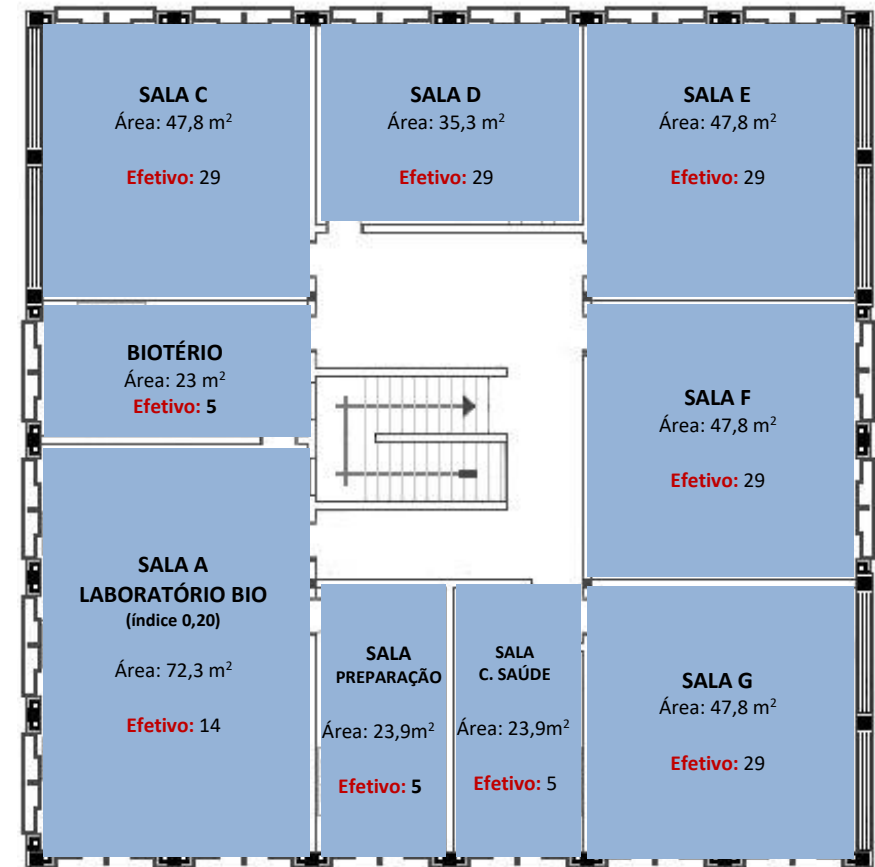 SALA C
Área: 47,8 m²
Efetivo: 29
SALA D
Área: 35,3 m²
Efetivo: 29
SALA E
Área: 47,8 m²
Efetivo: 29
BIOTÉRIO
Área: 23 m²
Efetivo: 5
SALA F
Área: 47,8 m²
Efetivo: 29
SALA A
LABORATÓRIO BIO
(índice 0,20)
Área: 72,3 m²
Efetivo: 14
SALA
PREPARAÇÃO
Área: 23,9m²
Efetivo: 5
SALA
C. SAÚDE
Área: 23,9m²
Efetivo: 5
SALA G
Área: 47,8 m²
Efetivo: 29